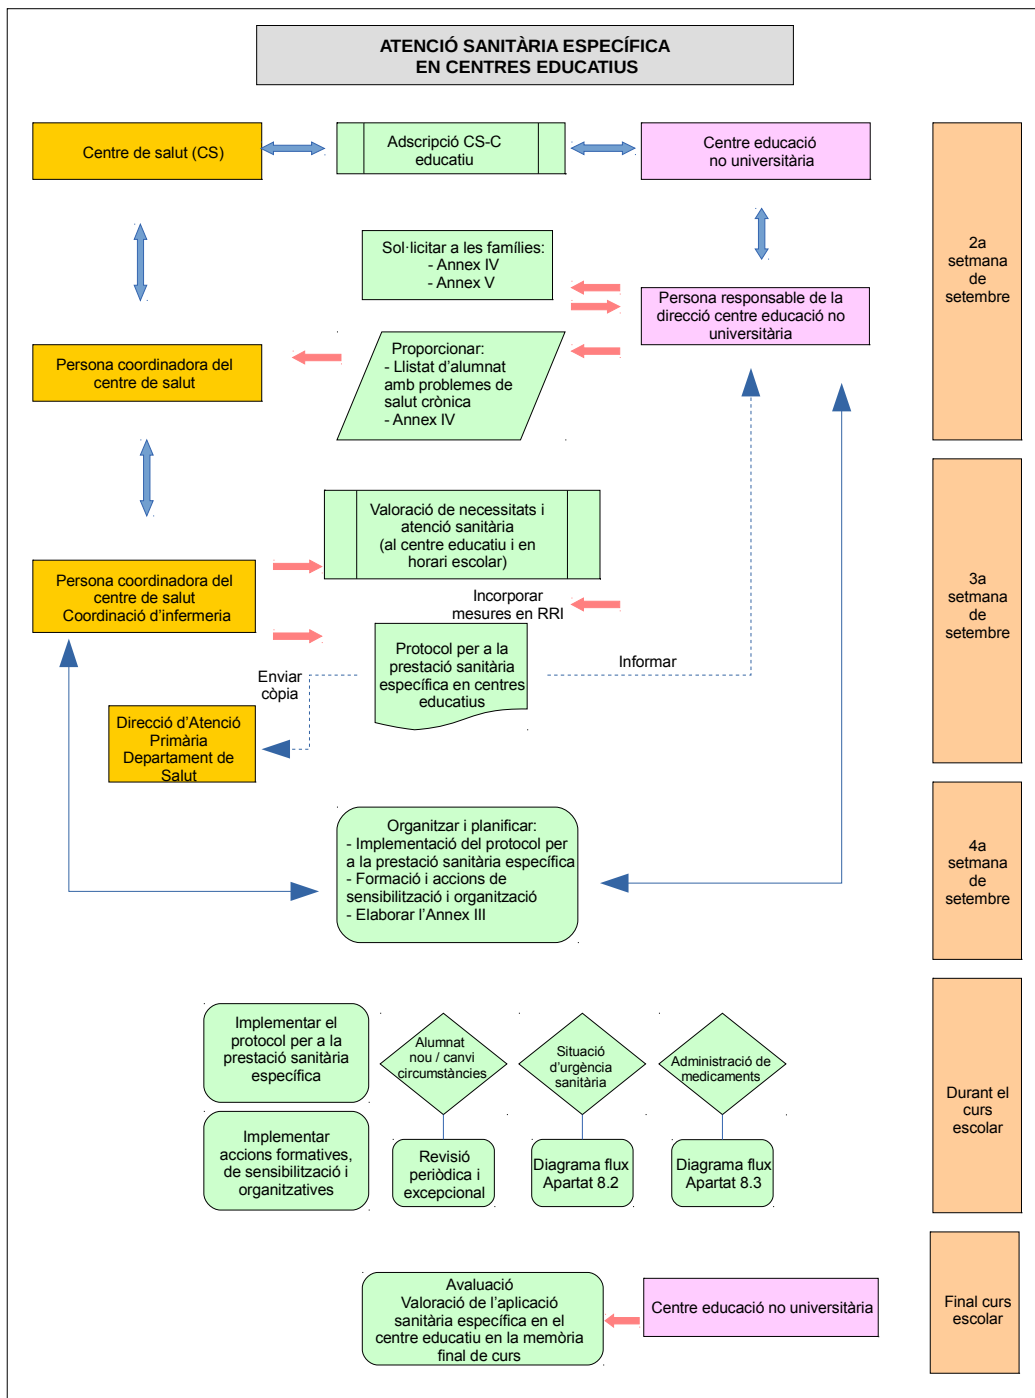 ATENCIÓ SANITÀRIA ESPECÍFICA
EN CENTRES EDUCATIUS
Centre de salut (CS)
Adscripció CS-C
educatiu
Centre educació
no universitària
2a
setmana
de
setembre
Sol·licitar a les famílies:
- Annex IV
- Annex V
Persona responsable de la
direcció centre educació no
universitària
Persona coordinadora del
centre de salut
Proporcionar:
- Llistat d’alumnat
amb problemes de
salut crònica
- Annex IV
Valoració de necessitats i
atenció sanitària
(al centre educatiu i en
horari escolar)
Persona coordinadora del
centre de salut
Coordinació d’infermeria
Incorporar
mesures en RRI
3a
setmana
de
setembre
Protocol per a la
prestació sanitària
específica en centres
educatius
Informar
Enviar
còpia
Direcció d’Atenció
Primària
Departament de
Salut
Organitzar i planificar:
- Implementació del protocol per
a la prestació sanitària específica
- Formació i accions de
sensibilització i organització
- Elaborar l’Annex III
4a
setmana
de
setembre
Implementar el
protocol per a la
prestació sanitària
específica
Alumnat
nou / canvi
circumstàncies
Situació
d’urgència
sanitària
Administració de
medicaments
Durant el
curs
escolar
Implementar
accions formatives,
de sensibilització i
organitzatives
Revisió
periòdica i
excepcional
Diagrama flux
Apartat 8.2
Diagrama flux
Apartat 8.3
Avaluació
Valoració de l’aplicació
sanitària específica en el
centre educatiu en la memòria
final de curs
Centre educació no universitària
Final curs
escolar